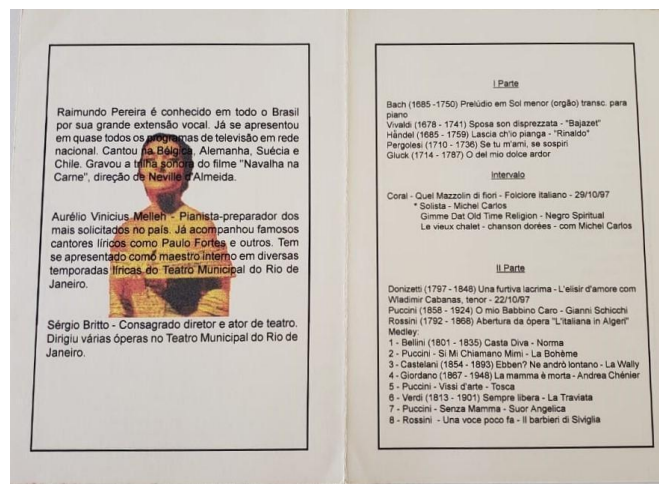 Raimundo Pereira é conhecido em todo o Brasil
por sua grande extensão vocal. Já se apresentou
em quase todos os programas de televisão em rede
nacional. Cantou na Bélgica, Alemanha, Suécia e
Chile. Gravou a trilha sonora do filme "Navalha na
Carne", direção de Neville d'Almeida.
Aurélio Vinicius Melleh - Pianista-preparador dos
mais solicitados no país. Já acompanhou famosos
cantores líricos como Paulo Fortes e outros. Tem
se apresentado como maestro interno em diversas
temporadas líricas do Teatro Municipal do Rio de
Janeiro.
Sérgio Britto - Consagrado diretor e ator de teatro.
Dirigiu várias óperas no Teatro Municipal do Rio de
Janeiro.
I Parte
Bach (1685 -1750) Prelúdio em Sol menor (orgão) transc. para
piano
Vivaldi (1678 - 1741) Sposa son disprezzata - "Bajazet"
Händel (1685 - 1759) Lascia ch'io pianga - "Rinaldo"
Pergolesi (1710 - 1736) Se tu m'ami, se sospiri
Gluck (1714 - 1787) O del mio dolce ardor
Intervalo
Coral - Quel Mazzolin di fiori - Folclore italiano - 29/10/97
* Solista - Michel Carlos
Gimme Dat Old Time Religion - Negro Spiritual
Le vieux chalet - chanson dorées - com Michel Carlos
II Parte
Donizetti (1797 - 1848) Una furtiva lacrima - L'elisir d'amore com
Wladimir Cabanas, tenor - 22/10/97
Puccini (1858 - 1924) O mio Babbino Caro - Gianni Schicchi
Rossini (1792 - 1868) Abertura da ópera "L'italiana in Algeri"
Medley:
1 - Bellini (1801 - 1835) Casta Diva - Norma
2 - Puccini - Si Mi Chiamano Mimi - La Bohème
3 - Castelani (1854 - 1893) Ebben? Ne andrò lontano - La Wally
4 - Giordano (1867 - 1948) La mamma è morta - Andrea Chénier
5 - Puccini - Vissi d'arte - Tosca
6 - Verdi (1813 - 1901) Sempre libera - La Traviata
7 - Puccini - Senza Mamma - Suor Angelica
8 - Rossini - Una voce poco fa - Il barbieri di Siviglia